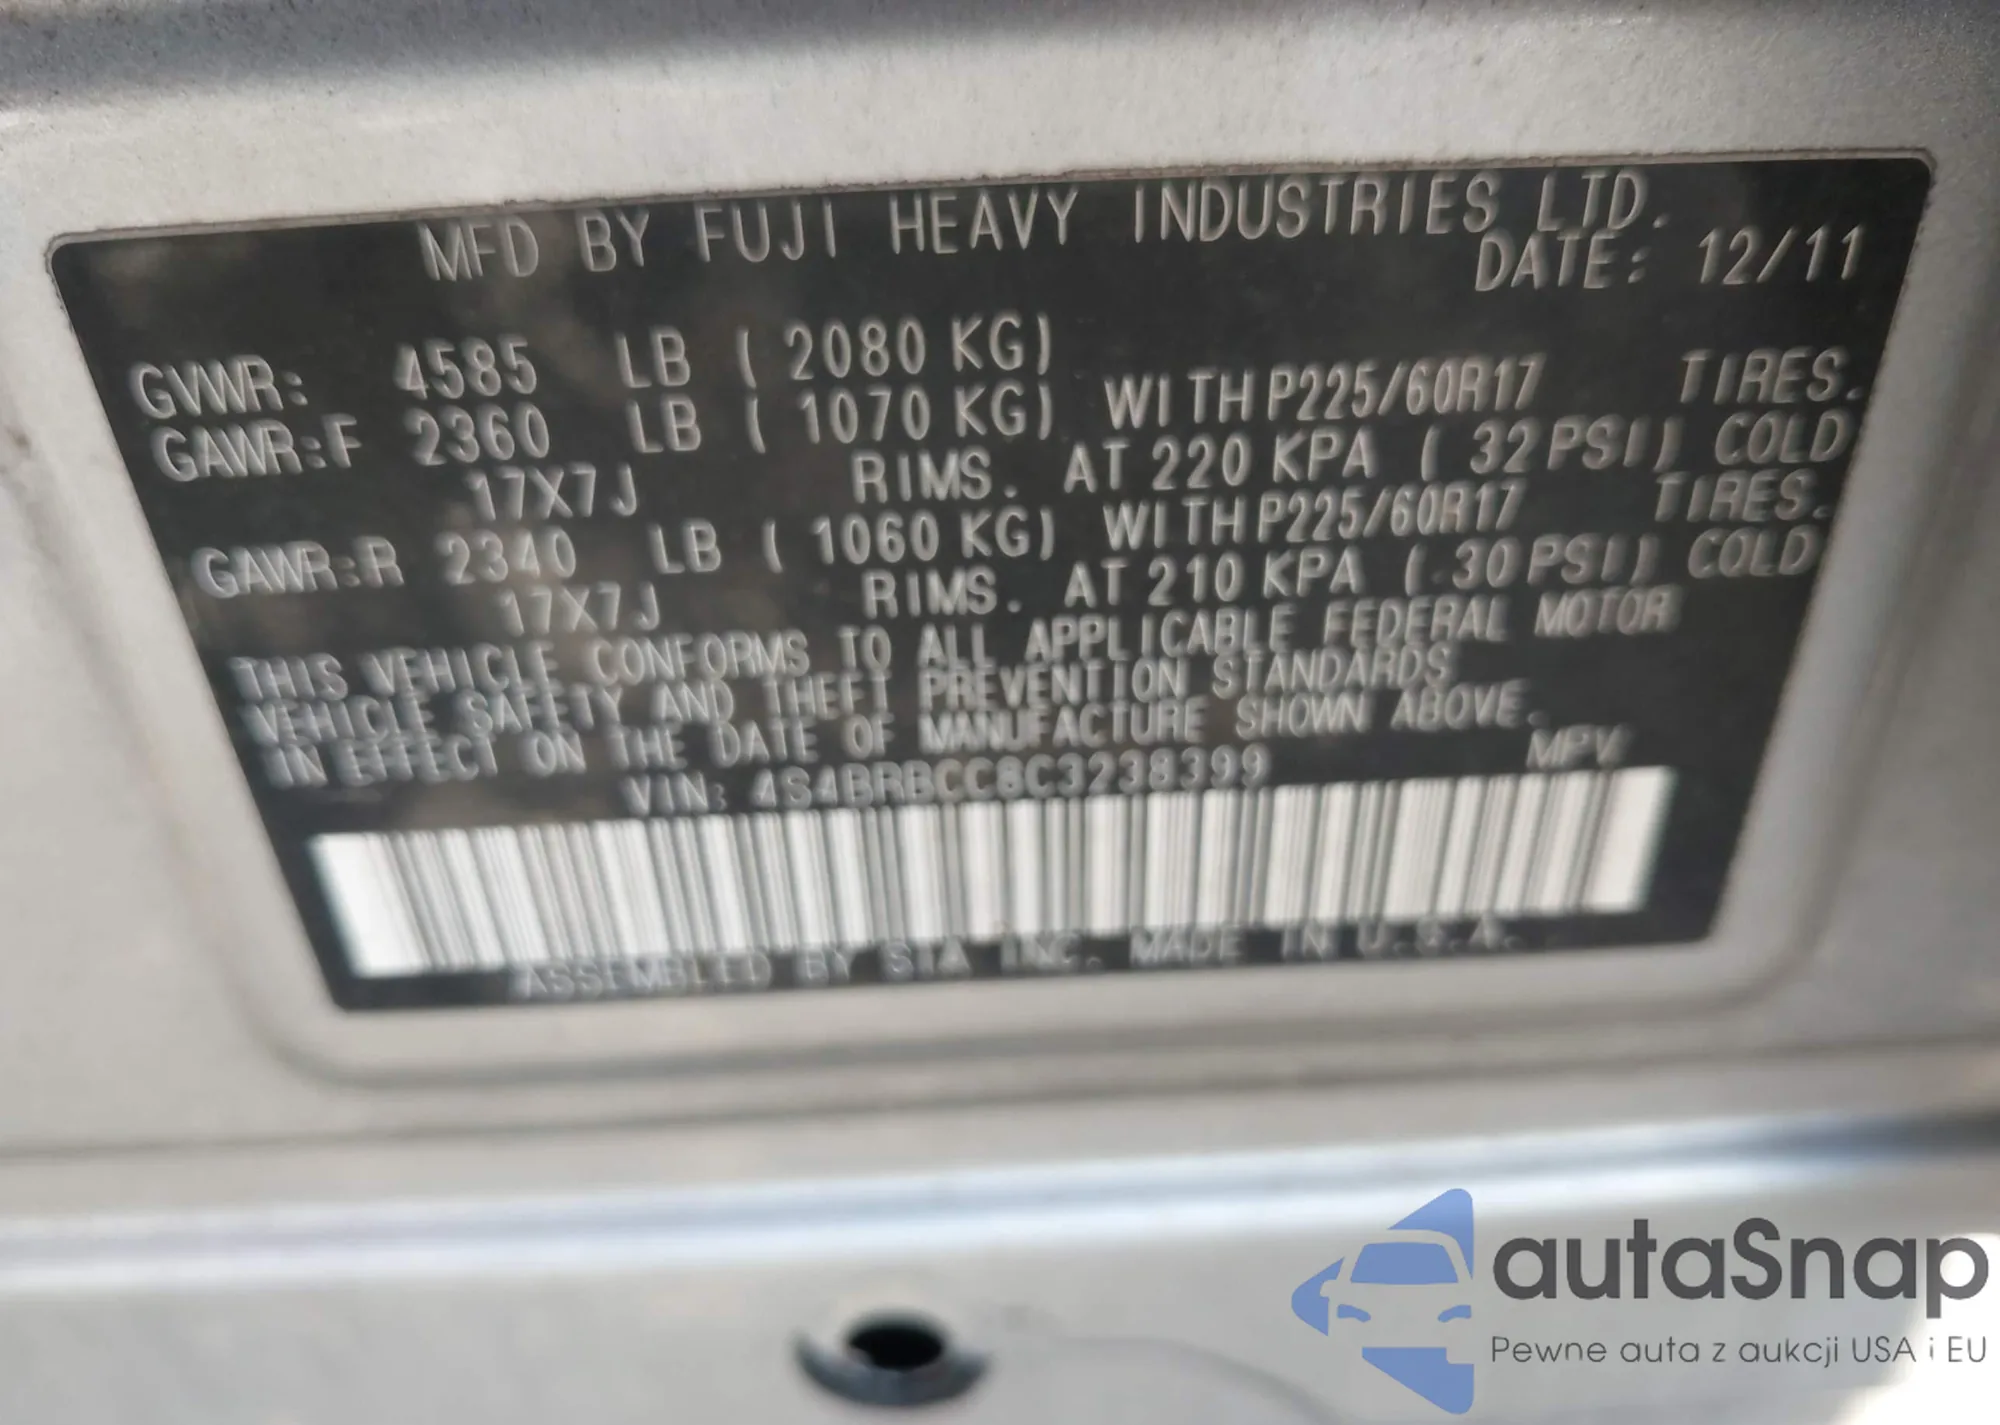 MFD BY FUJI HEAVY INDUSTRIES LTD.
DATE: 12/11
GVWR: 4585 LB ( 2080 KG)
GAWR:F 2360 LB ( 1070 KG) WITH P225/60R17 TIRES.
17X7J RIMS. AT 220 KPA ( 32PSI) COLD
GAWR:R 2340 LB ( 1060 KG) WITH P225/60R17 TIRES.
17X7J RIMS. AT 210 KPA ( 30PSI) COLD
THIS VEHICLE CONFORMS TO ALL APPLICABLE FEDERAL MOTOR
VEHICLE SAFETY AND THEFT PREVENTION STANDARDS
IN EFFECT ON THE DATE OF MANUFACTURE SHOWN ABOVE.
VIN: 4S4BRBCC8C3238399 MPV
ASSEMBLED BY SIA INC. MADE IN U.S.A.
autaSnap
Pewne auta z aukcji USA i EU